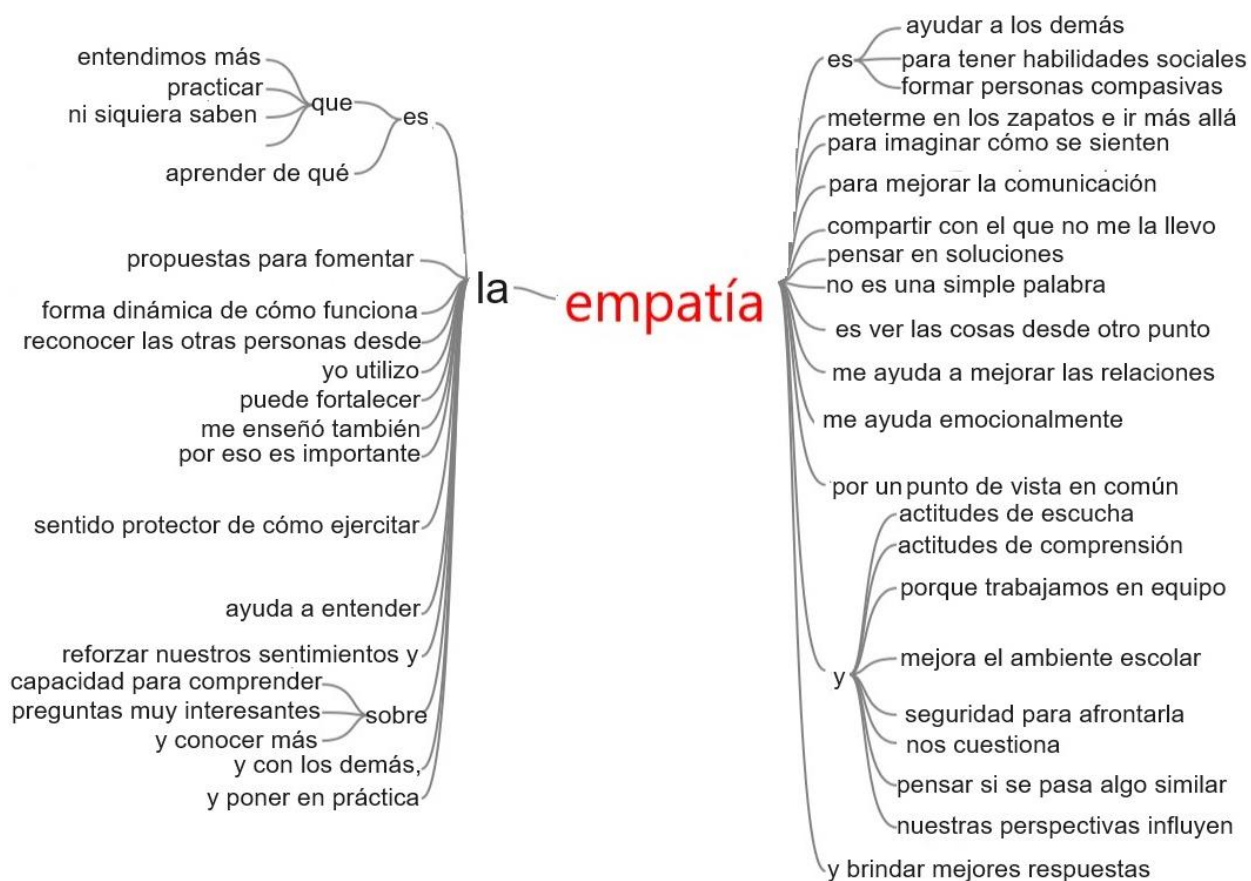 entendimos más
practicar
ni siquiera saben
que
es
aprender de qué
propuestas para fomentar
forma dinámica de cómo funciona
reconocer las otras personas desde
yo utilizo
puede fortalecer
me enseñó también
por eso es importante
sentido protector de cómo ejercitar
ayuda a entender
reforzar nuestros sentimientos y
capacidad para comprender
preguntas muy interesantes
y conocer más
sobre
y con los demás,
y poner en práctica
la
empatía
es
ayudar a los demás
para tener habilidades sociales
formar personas compasivas
meterme en los zapatos e ir más allá
para imaginar cómo se sienten
para mejorar la comunicación
compartir con el que no me la llevo
pensar en soluciones
no es una simple palabra
es ver las cosas desde otro punto
me ayuda a mejorar las relaciones
me ayuda emocionalmente
por un punto de vista en común
y
actitudes de escucha
actitudes de comprensión
porque trabajamos en equipo
mejora el ambiente escolar
seguridad para afrontarla
nos cuestiona
pensar si se pasa algo similar
nuestras perspectivas influyen
y brindar mejores respuestas